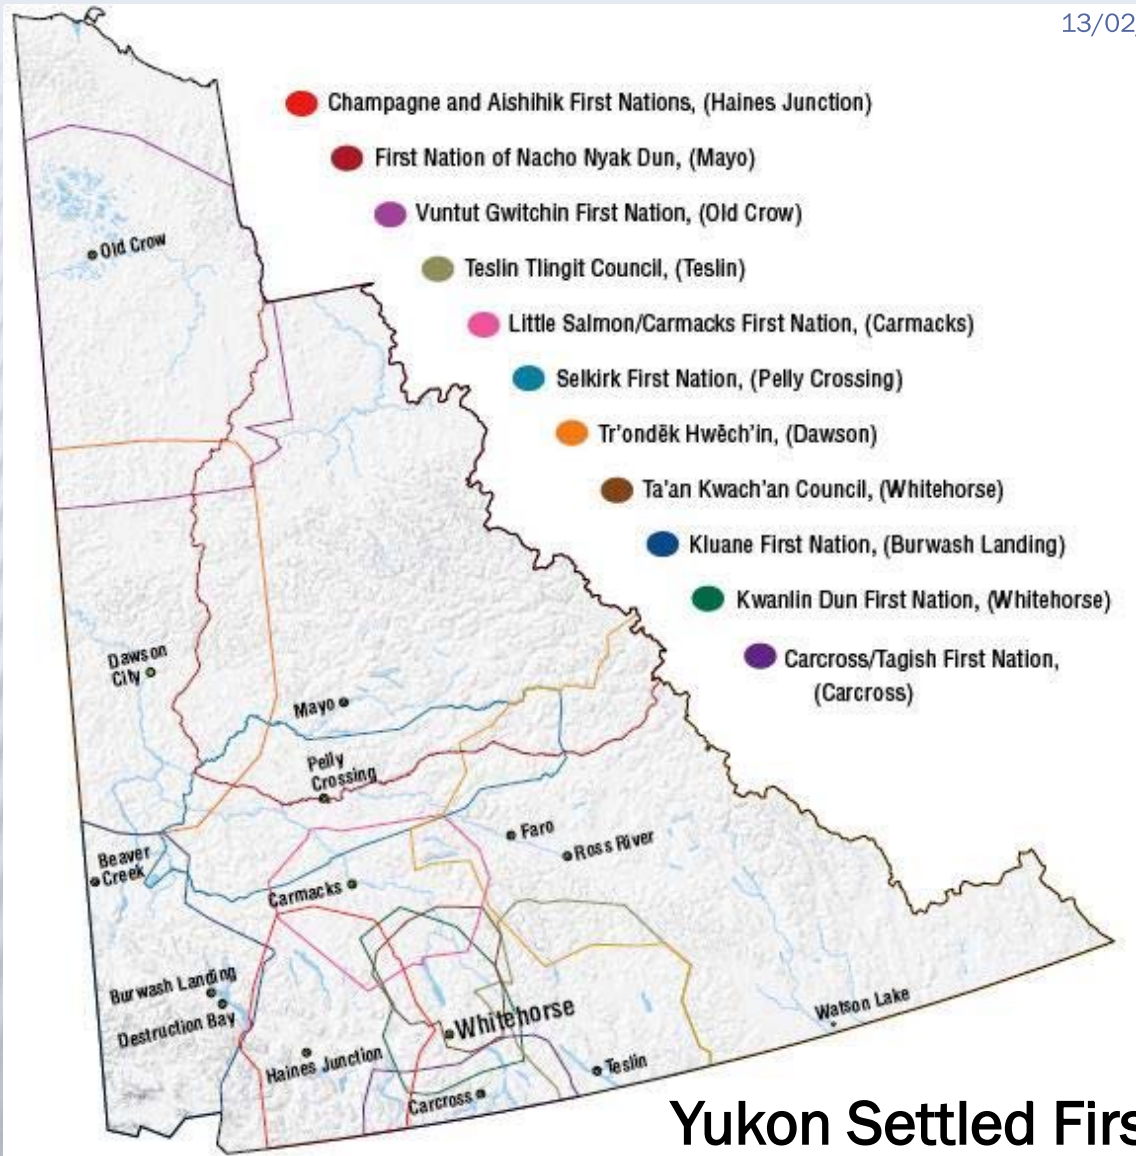 13/02
Champagne and Aishihik First Nations, (Haines Junction)
First Nation of Nacho Nyak Dun, (Mayo)
Vuntut Gwitchin First Nation, (Old Crow)
Old Crow
Teslin Tlingit Council, (Teslin)
Little Salmon/Carmacks First Nation, (Carmacks)
Selkirk First Nation, (Pelly Crossing)
Tr'ondëk Hwëch'in, (Dawson)
Ta'an Kwach'an Council, (Whitehorse)
Kluane First Nation, (Burwash Landing)
Kwanlin Dun First Nation, (Whitehorse)
Carcross/Tagish First Nation,
(Carcross)
Dawson
City
Mayo
Pelly
Crossing
Faro
Ross River
Beaver
Creek
Carmacks
Burwash Landing
Destruction Bay
Whitehorse
Watson Lake
Haines Junction
Teslin
Carcross
Yukon Settled Firs